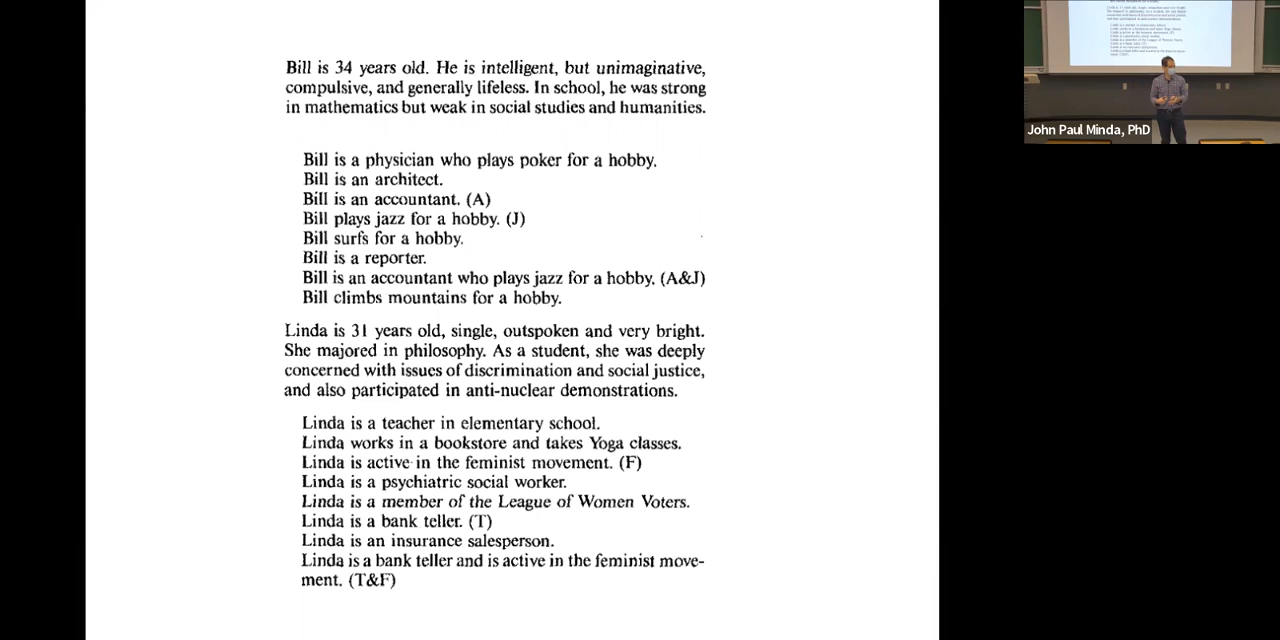 Bill is 34 years old. He is intelligent, but unimaginative,
compulsive, and generally lifeless. In school, he was strong
in mathematics but weak in social studies and humanities.
Bill is a physician who plays poker for a hobby.
Bill is an architect.
Bill is an accountant. (A)
Bill plays jazz for a hobby. (J)
Bill surfs for a hobby.
Bill is a reporter.
Bill is an accountant who plays jazz for a hobby. (A&J)
Bill climbs mountains for a hobby.
Linda is 31 years old, single, outspoken and very bright.
She majored in philosophy. As a student, she was deeply
concerned with issues of discrimination and social justice,
and also participated in anti-nuclear demonstrations.
Linda is a teacher in elementary school.
Linda works in a bookstore and takes Yoga classes.
Linda is active in the feminist movement. (F)
Linda is a psychiatric social worker.
Linda is a member of the League of Women Voters.
Linda is a bank teller. (T)
Linda is an insurance salesperson.
Linda is a bank teller and is active in the feminist move-
ment. (T&F)
John Paul Minda, PhD